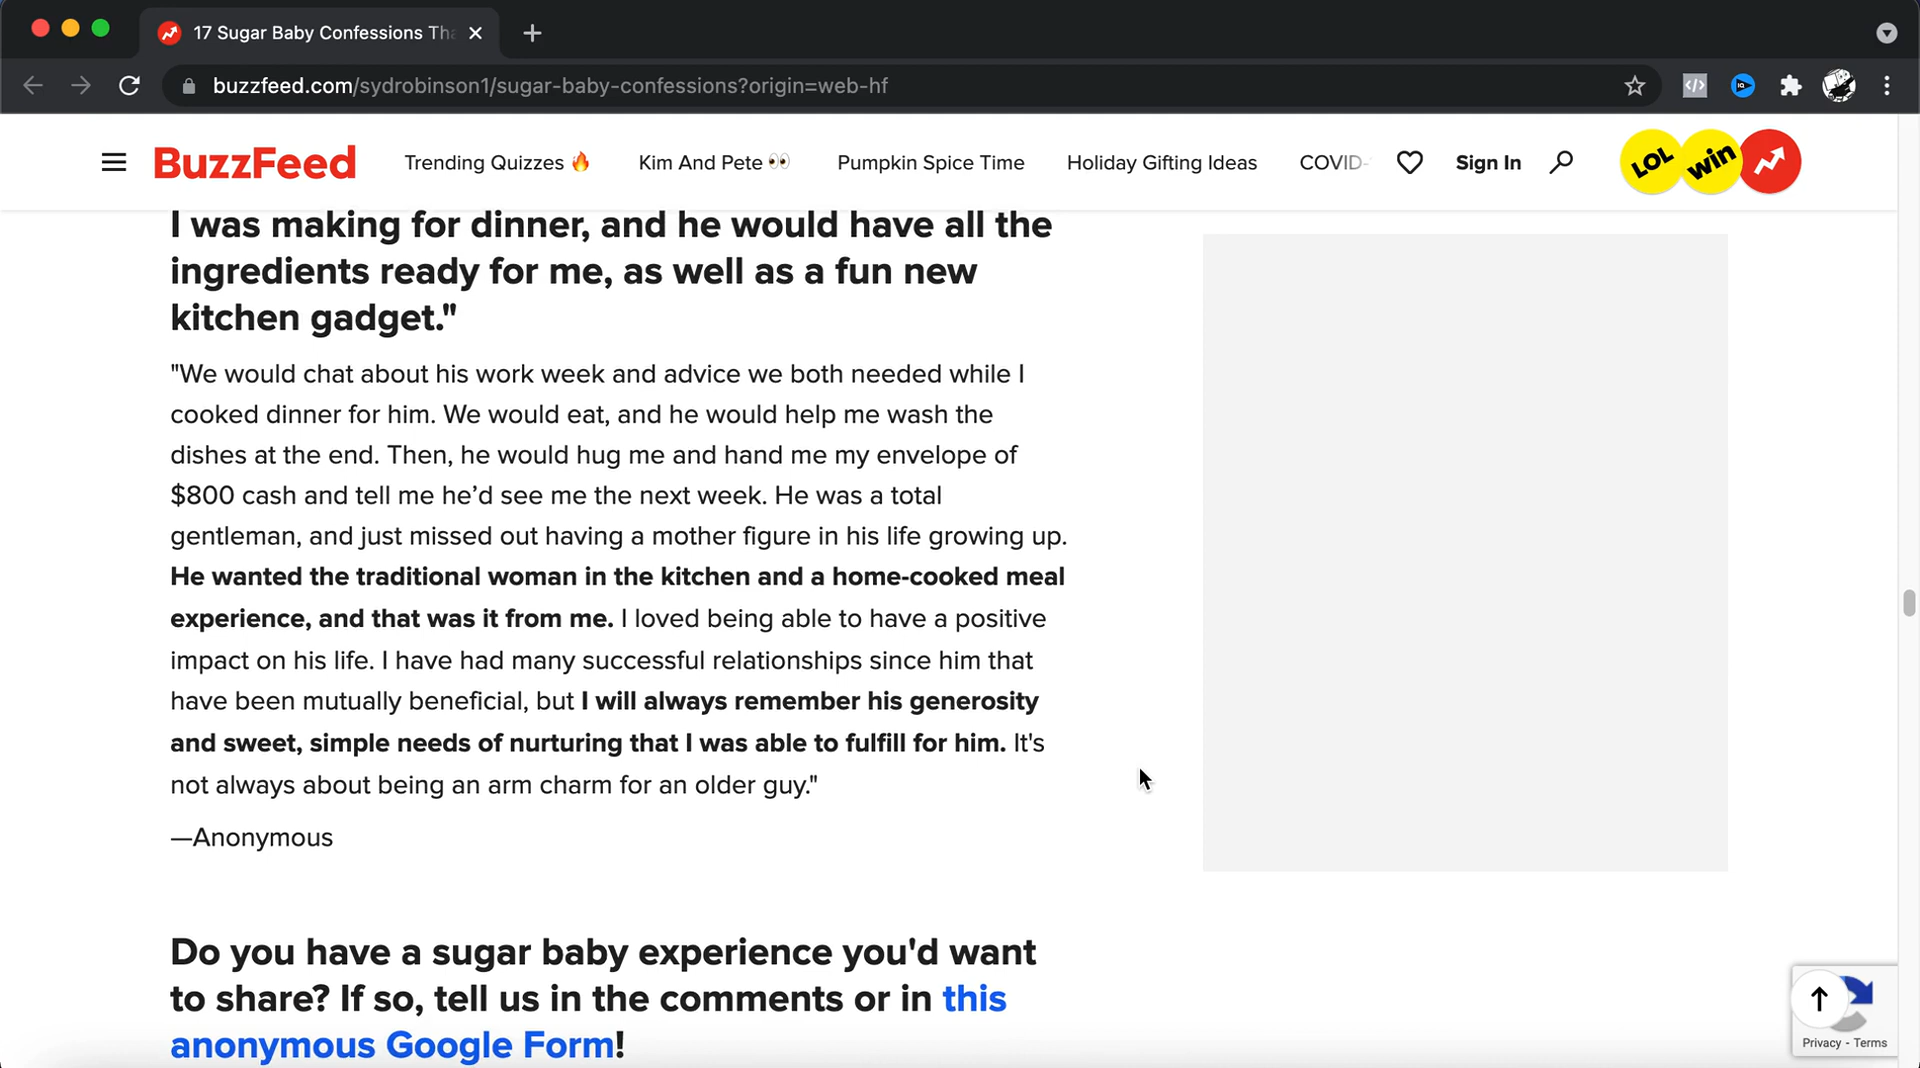 17 Sugar Baby Confessions Tha
buzzfeed.com/sydrobinson1/sugar-baby-confessions?origin=web-hf
BuzzFeed
Trending Quizzes 🔥
Kim And Pete 👀
Pumpkin Spice Time
Holiday Gifting Ideas
COVID-
Sign In
LOL
win
I was making for dinner, and he would have all the
ingredients ready for me, as well as a fun new
kitchen gadget."
"We would chat about his work week and advice we both needed while I
cooked dinner for him. We would eat, and he would help me wash the
dishes at the end. Then, he would hug me and hand me my envelope of
$800 cash and tell me he’d see me the next week. He was a total
gentleman, and just missed out having a mother figure in his life growing up.
He wanted the traditional woman in the kitchen and a home-cooked meal
experience, and that was it from me. I loved being able to have a positive
impact on his life. I have had many successful relationships since him that
have been mutually beneficial, but I will always remember his generosity
and sweet, simple needs of nurturing that I was able to fulfill for him. It's
not always about being an arm charm for an older guy."
—Anonymous
Do you have a sugar baby experience you'd want
to share? If so, tell us in the comments or in this
anonymous Google Form!
Privacy - Terms